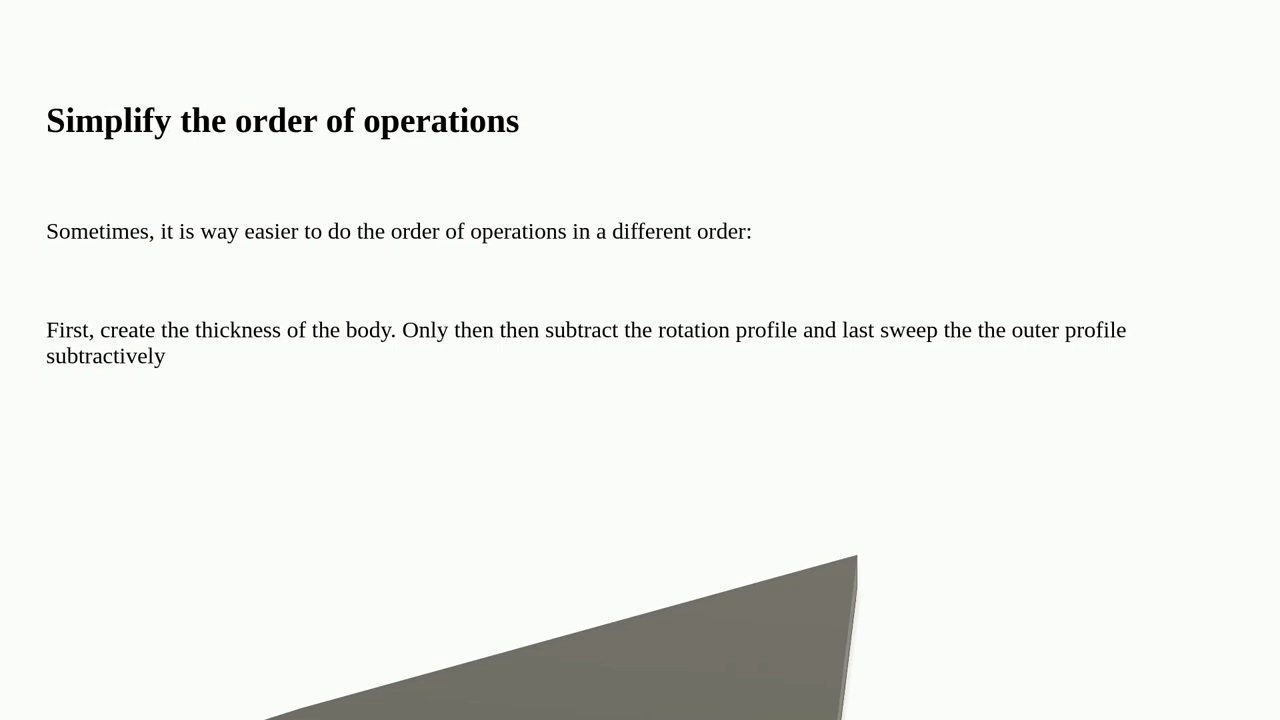 Simplify the order of operations
Sometimes, it is way easier to do the order of operations in a different order:
First, create the thickness of the body. Only then then subtract the rotation profile and last sweep the the outer profile
subtractively